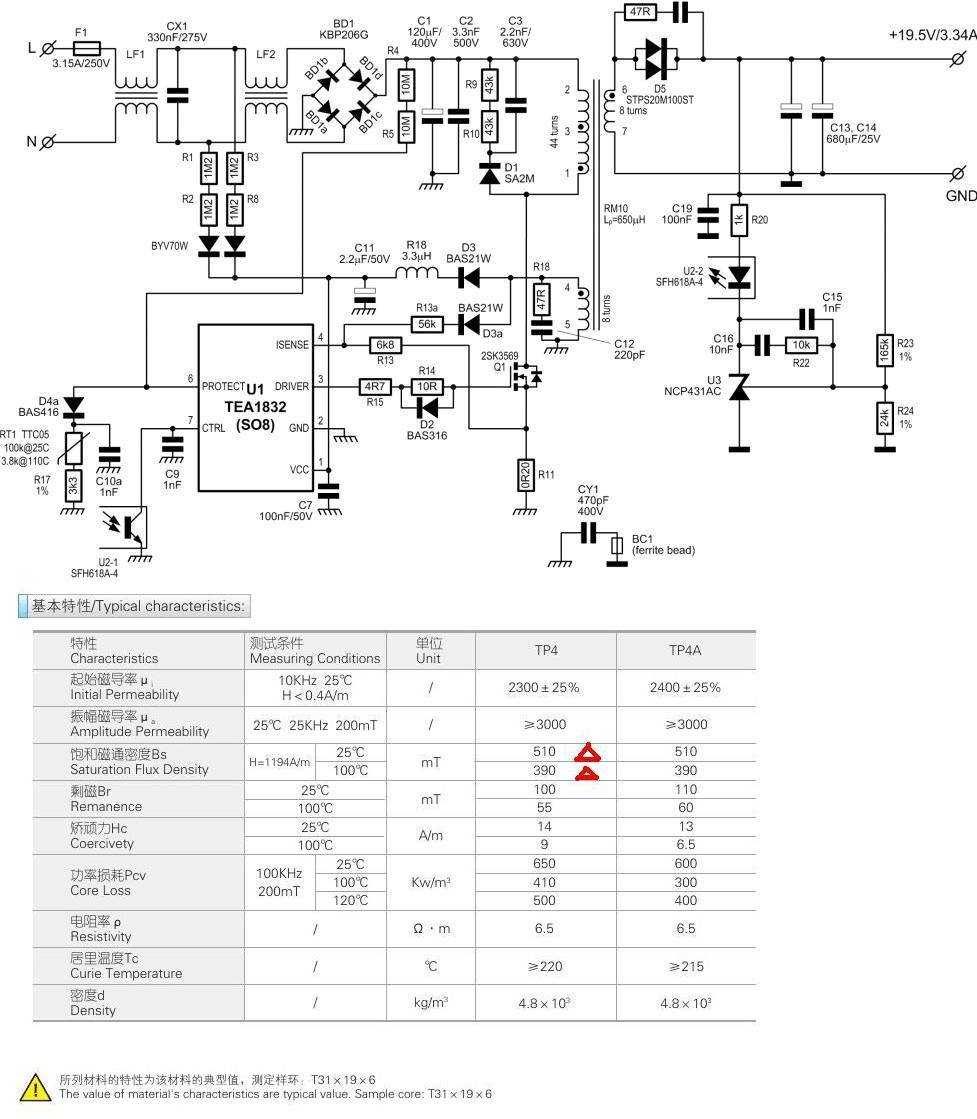 CX1
330nF/275V
F1
L
3.15A/250V
LF1
LF2
BD1
KBP206G
BD1b
BD1d
BD1a
BD1c
N
R4
10M
R5
10M
C1
120µF/
400V
C2
3.3nF
500V
C3
2.2nF/
630V
R9
43k
R10
43k
D1
SA2M
47R
D5
STPS20M100ST
8 turns
+19.5V/3.34A
2
3
1
44 turns
6
7
C13, C14
680µF/25V
GND
R1
1M2
R3
1M2
R2
1M2
R8
1M2
BYV70W
RM10
Lp=650µH
C19
100nF
1k
R20
U2-2
SFH618A-4
C11
2.2µF/50V
R18
3.3µH
D3
BAS21W
R18
47R
4
5
8 turns
C12
220pF
R13a
56k
BAS21W
D3a
6k8
R13
C15
1nF
C16
10nF
10k
R22
165k
R23
1%
U3
NCP431AC
24k
R24
1%
ISENSE
4
6
PROTECT
U1
TEA1832
(SO8)
DRIVER
3
7
CTRL
GND
2
VCC
1
4R7
R15
R14
10R
D2
BAS316
2SK3569
Q1
0R20
R11
C7
100nF/50V
D4a
BAS416
RT1 TTC05
100k@25C
3.8k@110C
R17
1%
3k3
C10a
1nF
C9
1nF
U2-1
SFH618A-4
CY1
470pF
400V
BC1
(ferrite bead)
基本特性/Typical characteristics:
特性 测试条件 单位 TP4 TP4A
Characteristics Measuring Conditions Unit
起始磁导率 μi 10KHz 25℃ / 2300±25% 2400±25%
Initial Permeability H<0.4A/m
振幅磁导率 μa 25℃ 25KHz 200mT / ≥3000 ≥3000
Amplitude Permeability
饱和磁通密度Bs H=1194A/m 25℃ mT 510 510
Saturation Flux Density 100℃ 390 390
剩磁Br 25℃ mT 100 110
Remanence 100℃ 55 60
矫顽力Hc 25℃ A/m 14 13
Coercivety 100℃ 9 6.5
功率损耗Pcv 100KHz 25℃ Kw/m³ 650 600
Core Loss 200mT 100℃ 410 300
120℃ 500 400
电阻率 ρ / Ω·m 6.5 6.5
Resistivity
居里温度Tc / ℃ ≥220 ≥215
Curie Temperature
密度d / kg/m³ 4.8×10³ 4.8×10³
Density
所列材料的特性为该材料的典型值，测定样环：T31×19×6
The value of material's characteristics are typical value. Sample core: T31×19×6